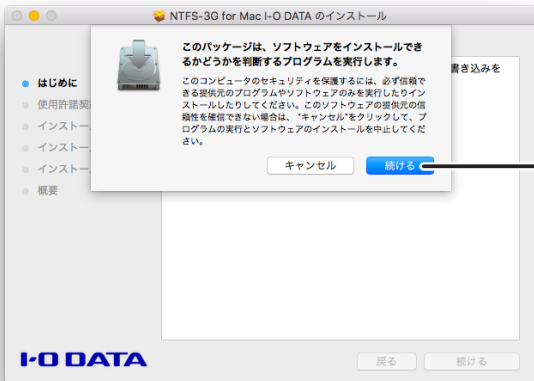 NTFS-3G for Mac I-O DATA のインストール
このパッケージは、ソフトウェアをインストールでき
るかどうかを判断するプログラムを実行します。
このコンピュータのセキュリティを保護するには、必ず信頼で
きる提供元のプログラムやソフトウェアのみを実行したりイン
ストールしたりしてください。このソフトウェアの提供元の信
頼性を確信できない場合は、"キャンセル"をクリックして、プ
ログラムの実行とソフトウェアのインストールを中止してくだ
さい。
キャンセル
続ける
書き込みを
はじめに
使用許諾契
インストー
インストー
インストー
概要
I-O DATA
戻る
続ける